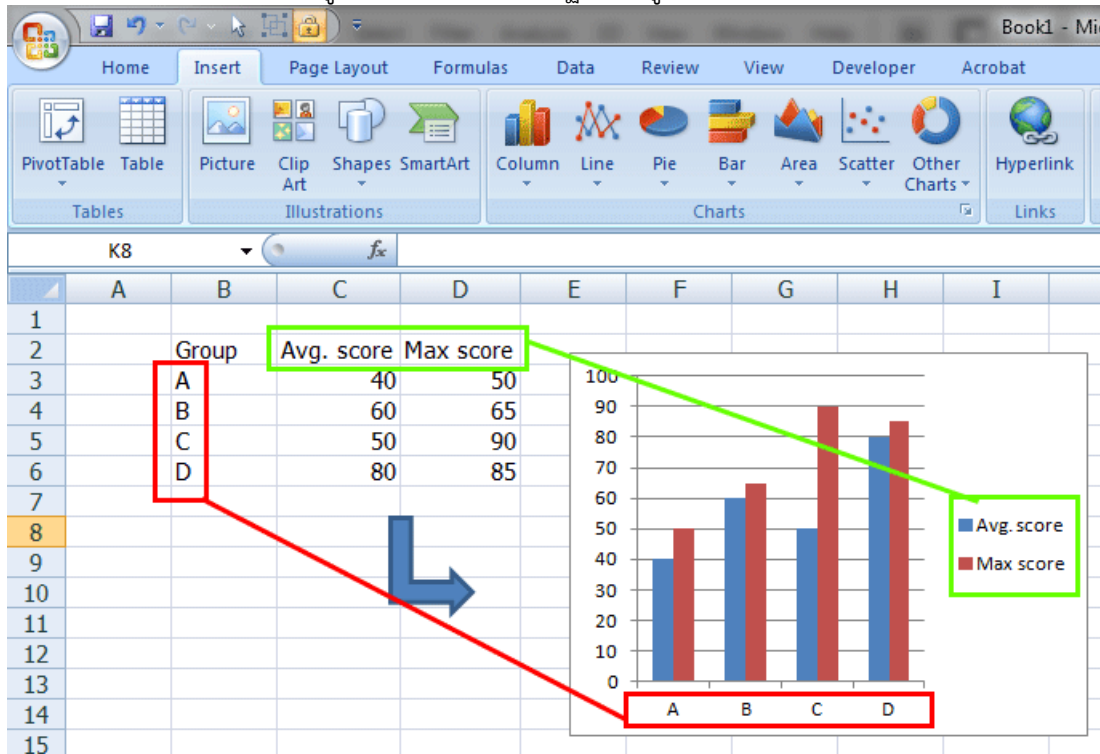 Book1 - Mic
Home Insert Page Layout Formulas Data Review View Developer Acrobat
PivotTable Table Picture Clip Art Shapes SmartArt Column Line Pie Bar Area Scatter Other Charts Hyperlink
Tables Illustrations Charts Links
K8 fx
A B C D E F G H I
1
2 Group Avg. score Max score
3 A 40 50
4 B 60 65
5 C 50 90
6 D 80 85
7
8
9
10
11
12
13
14
15
100
90
80
70
60
50
40
30
20
10
0
A B C D
Avg. score
Max score